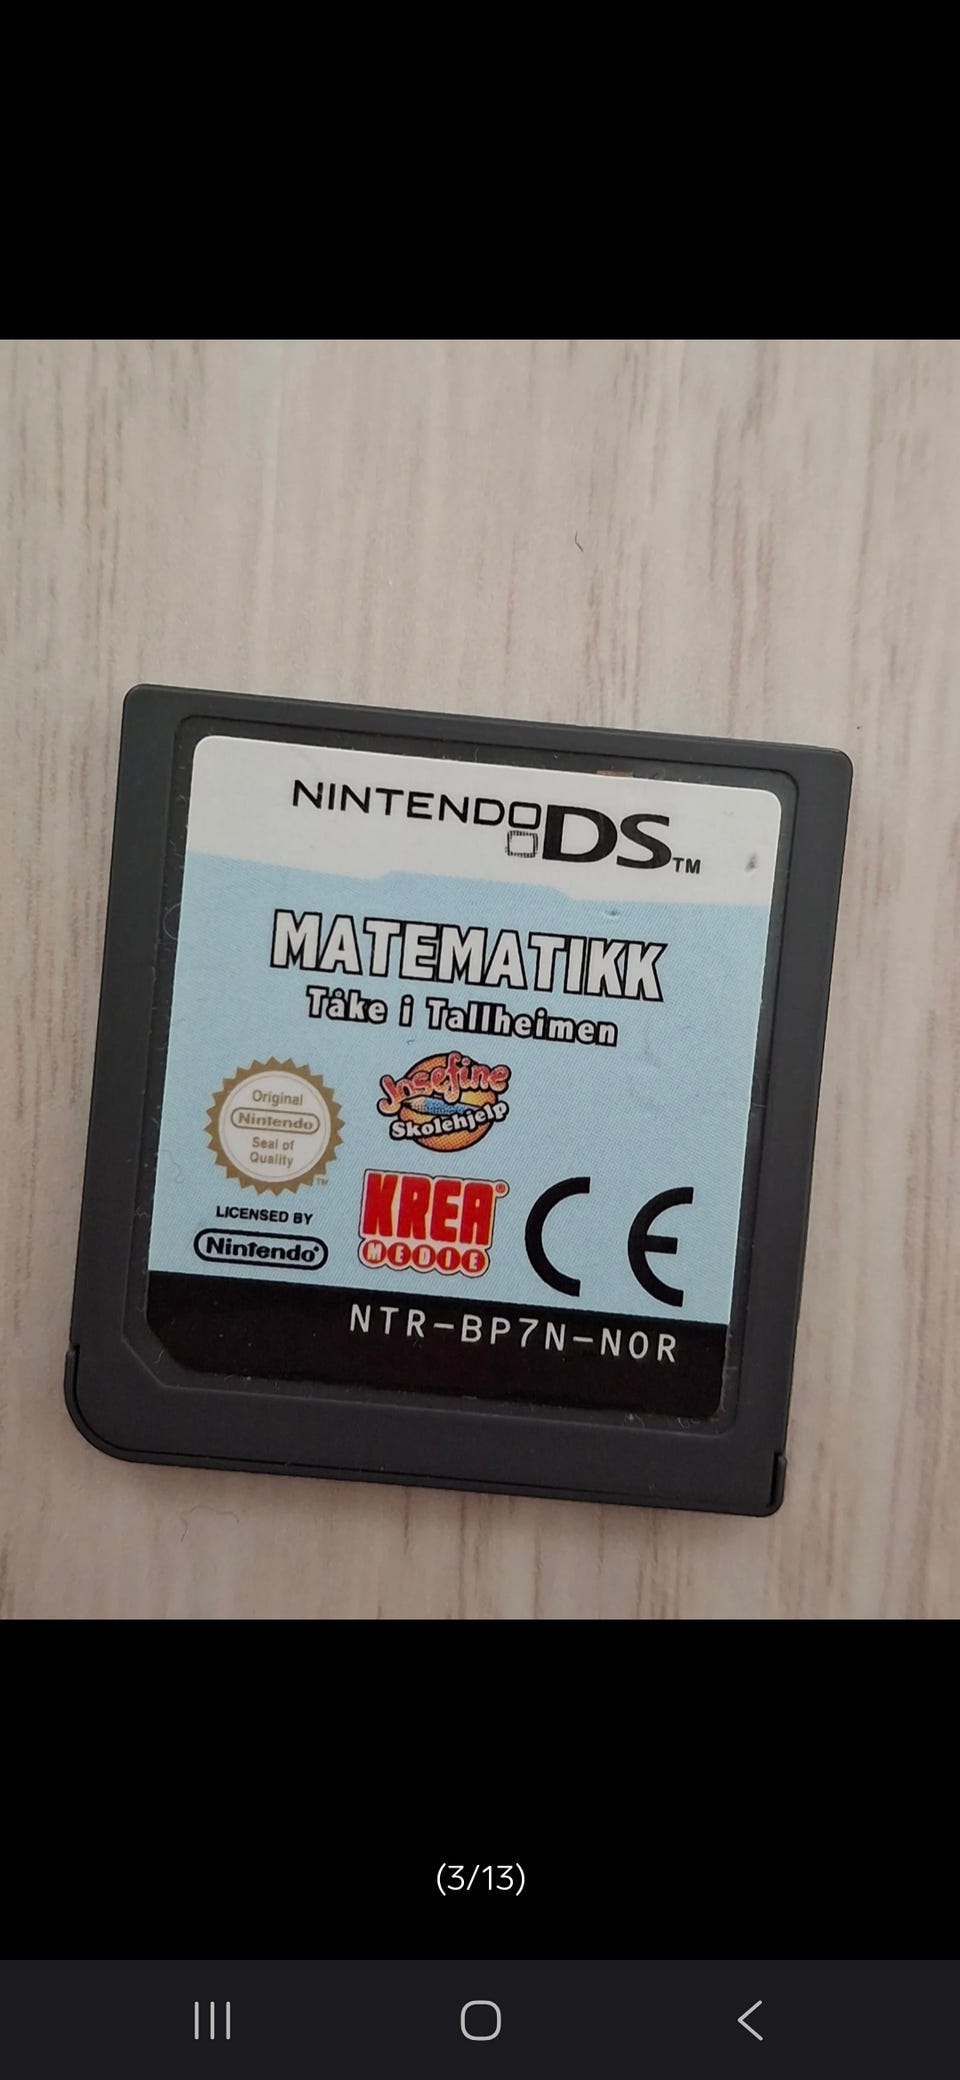 NINTENDO DS™
MATEMATIKK
Tåke i Tallheimen
Josefine
Skolehjelp
Original
Nintendo
Seal of
Quality
TM
LICENSED BY
Nintendo®
KREA®
MEDIE
CE
NTR-BP7N-NOR
(3/13)